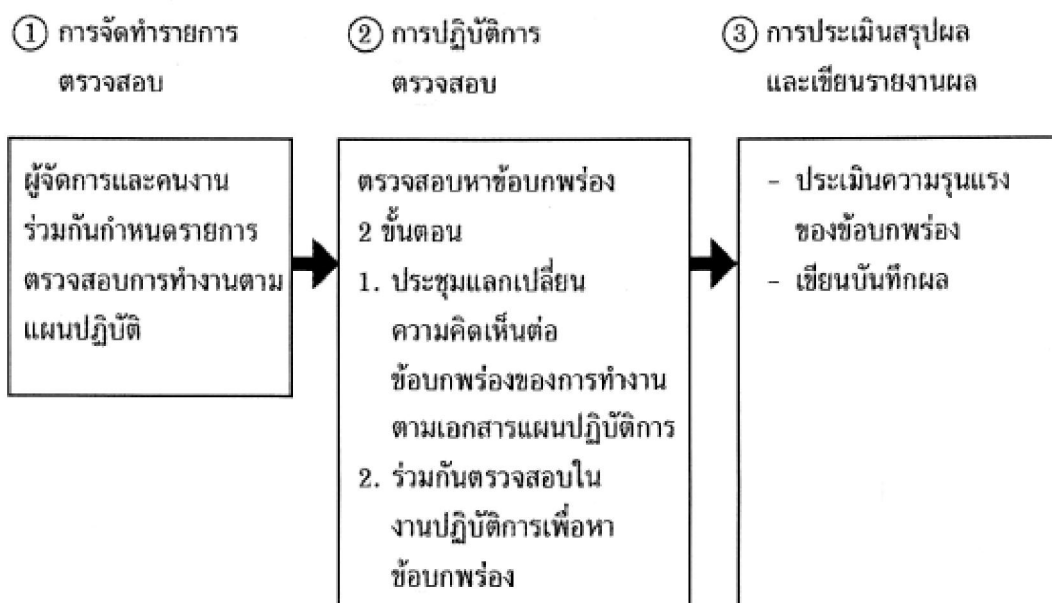 ① การจัดทำรายการ
ตรวจสอบ
ผู้จัดการและคนงาน
ร่วมกันกำหนดรายการ
ตรวจสอบการทำงานตาม
แผนปฏิบัติ
② การปฏิบัติการ
ตรวจสอบ
ตรวจสอบหาข้อบกพร่อง
2 ขั้นตอน
1. ประชุมแลกเปลี่ยน
ความคิดเห็นต่อ
ข้อบกพร่องของการทำงาน
ตามเอกสารแผนปฏิบัติการ
2. ร่วมกันตรวจสอบใน
งานปฏิบัติการเพื่อหา
ข้อบกพร่อง
③ การประเมินสรุปผล
และเขียนรายงานผล
- ประเมินความรุนแรง
ของข้อบกพร่อง
- เขียนบันทึกผล